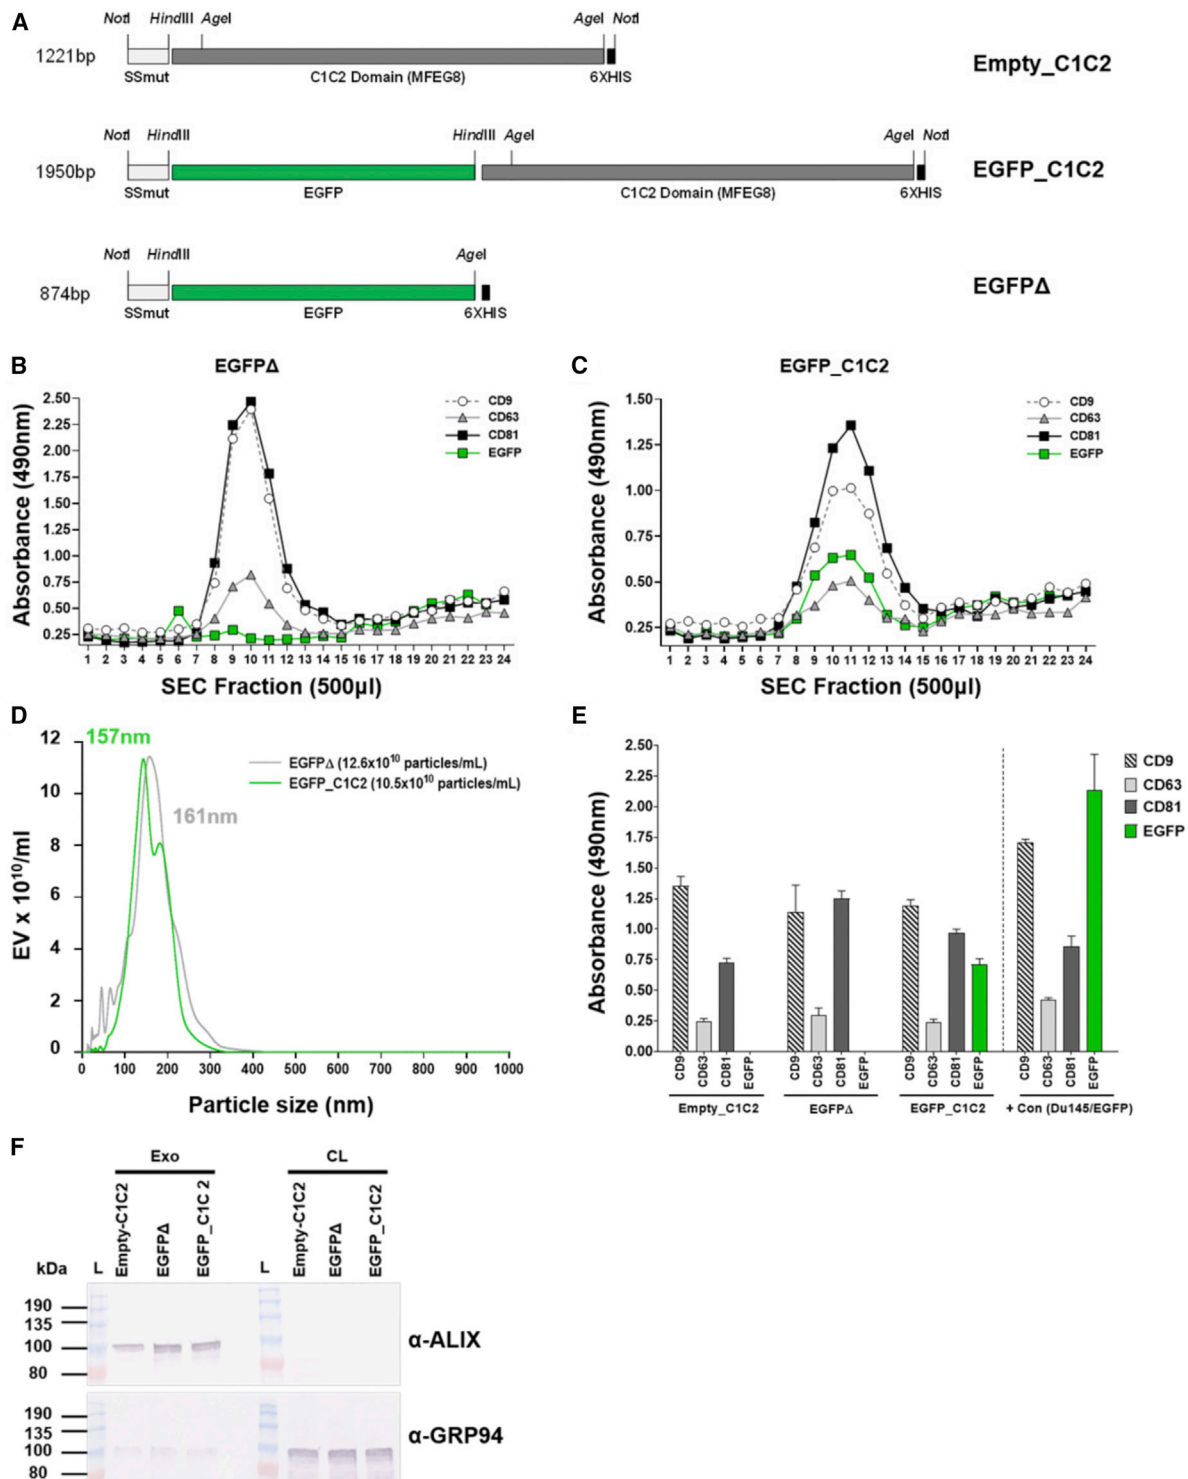 A
NotI HindIII AgeI AgeI NotI
1221bp
SSmut C1C2 Domain (MFEG8) 6XHIS
Empty_C1C2
NotI HindIII HindIII AgeI AgeI NotI
1950bp
SSmut EGFP C1C2 Domain (MFEG8) 6XHIS
EGFP_C1C2
NotI HindIII AgeI
874bp
SSmut EGFP 6XHIS
EGFPΔ
B
EGFPΔ
Absorbance (490nm)
2.50
2.25
2.00
1.75
1.50
1.25
1.00
0.75
0.50
0.25
CD9
CD63
CD81
EGFP
1 2 3 4 5 6 7 8 9 10 11 12 13 14 15 16 17 18 19 20 21 22 23 24
SEC Fraction (500µl)
C
EGFP_C1C2
Absorbance (490nm)
1.50
1.25
1.00
0.75
0.50
0.25
CD9
CD63
CD81
EGFP
1 2 3 4 5 6 7 8 9 10 11 12 13 14 15 16 17 18 19 20 21 22 23 24
SEC Fraction (500µl)
D
157nm
161nm
EV x 10¹⁰/ml
12
10
8
6
4
2
0
EGFPΔ (12.6x10¹⁰ particles/mL)
EGFP_C1C2 (10.5x10¹⁰ particles/mL)
0 100 200 300 400 500 600 700 800 900 1000
Particle size (nm)
E
Absorbance (490nm)
2.50
2.25
2.00
1.75
1.50
1.25
1.00
0.75
0.50
0.25
0.00
CD9
CD63
CD81
EGFP
CD9 CD63 CD81 EGFP CD9 CD63 CD81 EGFP CD9 CD63 CD81 EGFP CD9 CD63 CD81 EGFP
Empty_C1C2 EGFPΔ EGFP_C1C2 + Con (Du145/EGFP)
F
Exo CL
kDa L Empty-C1C2 EGFPΔ EGFP_C1C 2 L Empty-C1C2 EGFPΔ EGFP_C1C2
190
135
100
80
α-ALIX
190
135
100
80
α-GRP94